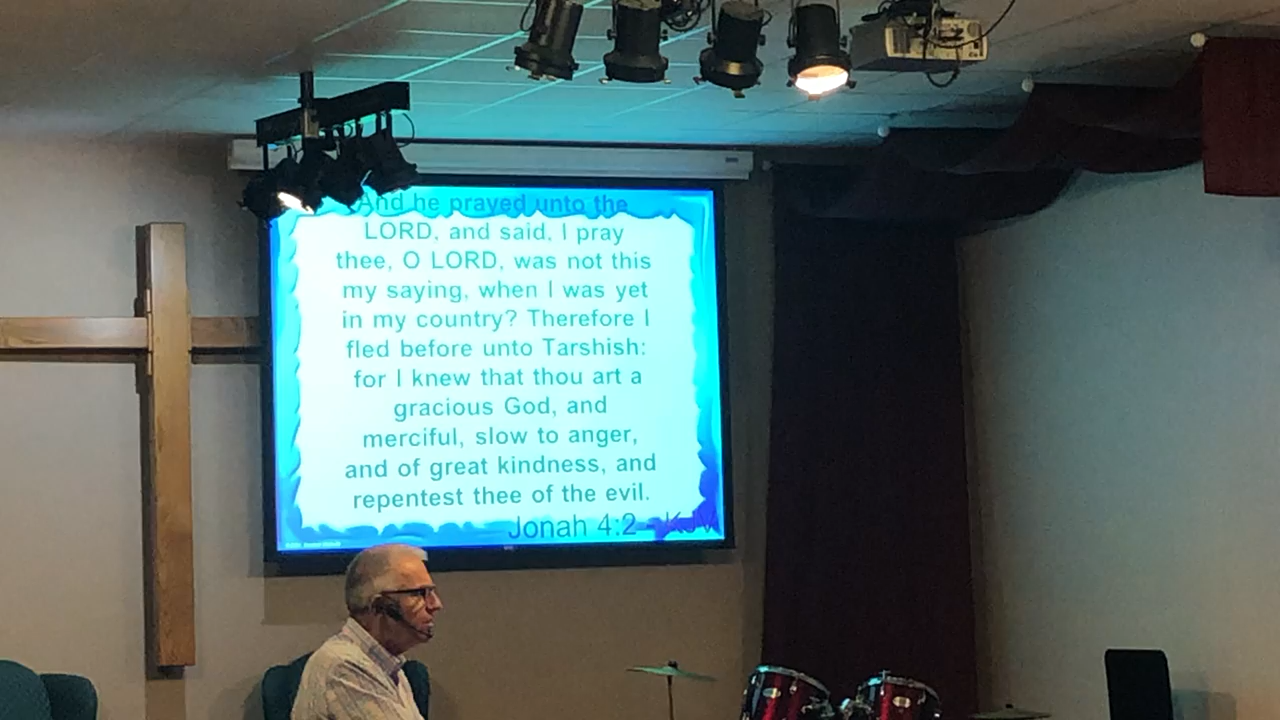 And he prayed unto the
LORD, and said, I pray
thee, O LORD, was not this
my saying, when I was yet
in my country? Therefore I
fled before unto Tarshish:
for I knew that thou art a
gracious God, and
merciful, slow to anger,
and of great kindness, and
repentest thee of the evil.
Jonah 4:2 - KJV